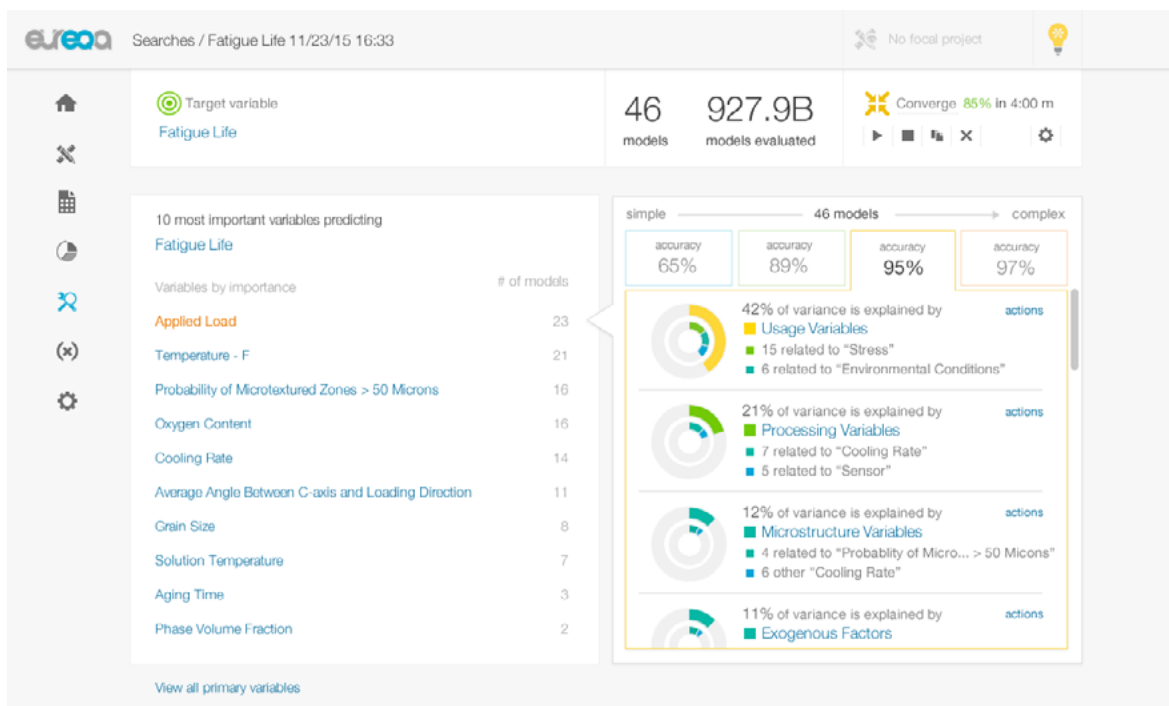 eureqa
Searches / Fatigue Life 11/23/15 16:33
No focal project
Target variable
Fatigue Life
46
models
927.9B
models evaluated
Converge 85% in 4:00 m
10 most important variables predicting
Fatigue Life
Variables by importance # of models
Applied Load 23
Temperature - F 21
Probability of Microtextured Zones > 50 Microns 16
Oxygen Content 16
Cooling Rate 14
Average Angle Between C-axis and Loading Direction 11
Grain Size 8
Solution Temperature 7
Aging Time 3
Phase Volume Fraction 2
View all primary variables
simple 46 models complex
accuracy
65%
accuracy
89%
accuracy
95%
accuracy
97%
42% of variance is explained by actions
Usage Variables
15 related to “Stress”
6 related to “Environmental Conditions”
21% of variance is explained by actions
Processing Variables
7 related to “Cooling Rate”
5 related to “Sensor”
12% of variance is explained by actions
Microstructure Variables
4 related to “Probablity of Micro... > 50 Micons”
6 other “Cooling Rate”
11% of variance is explained by actions
Exogenous Factors